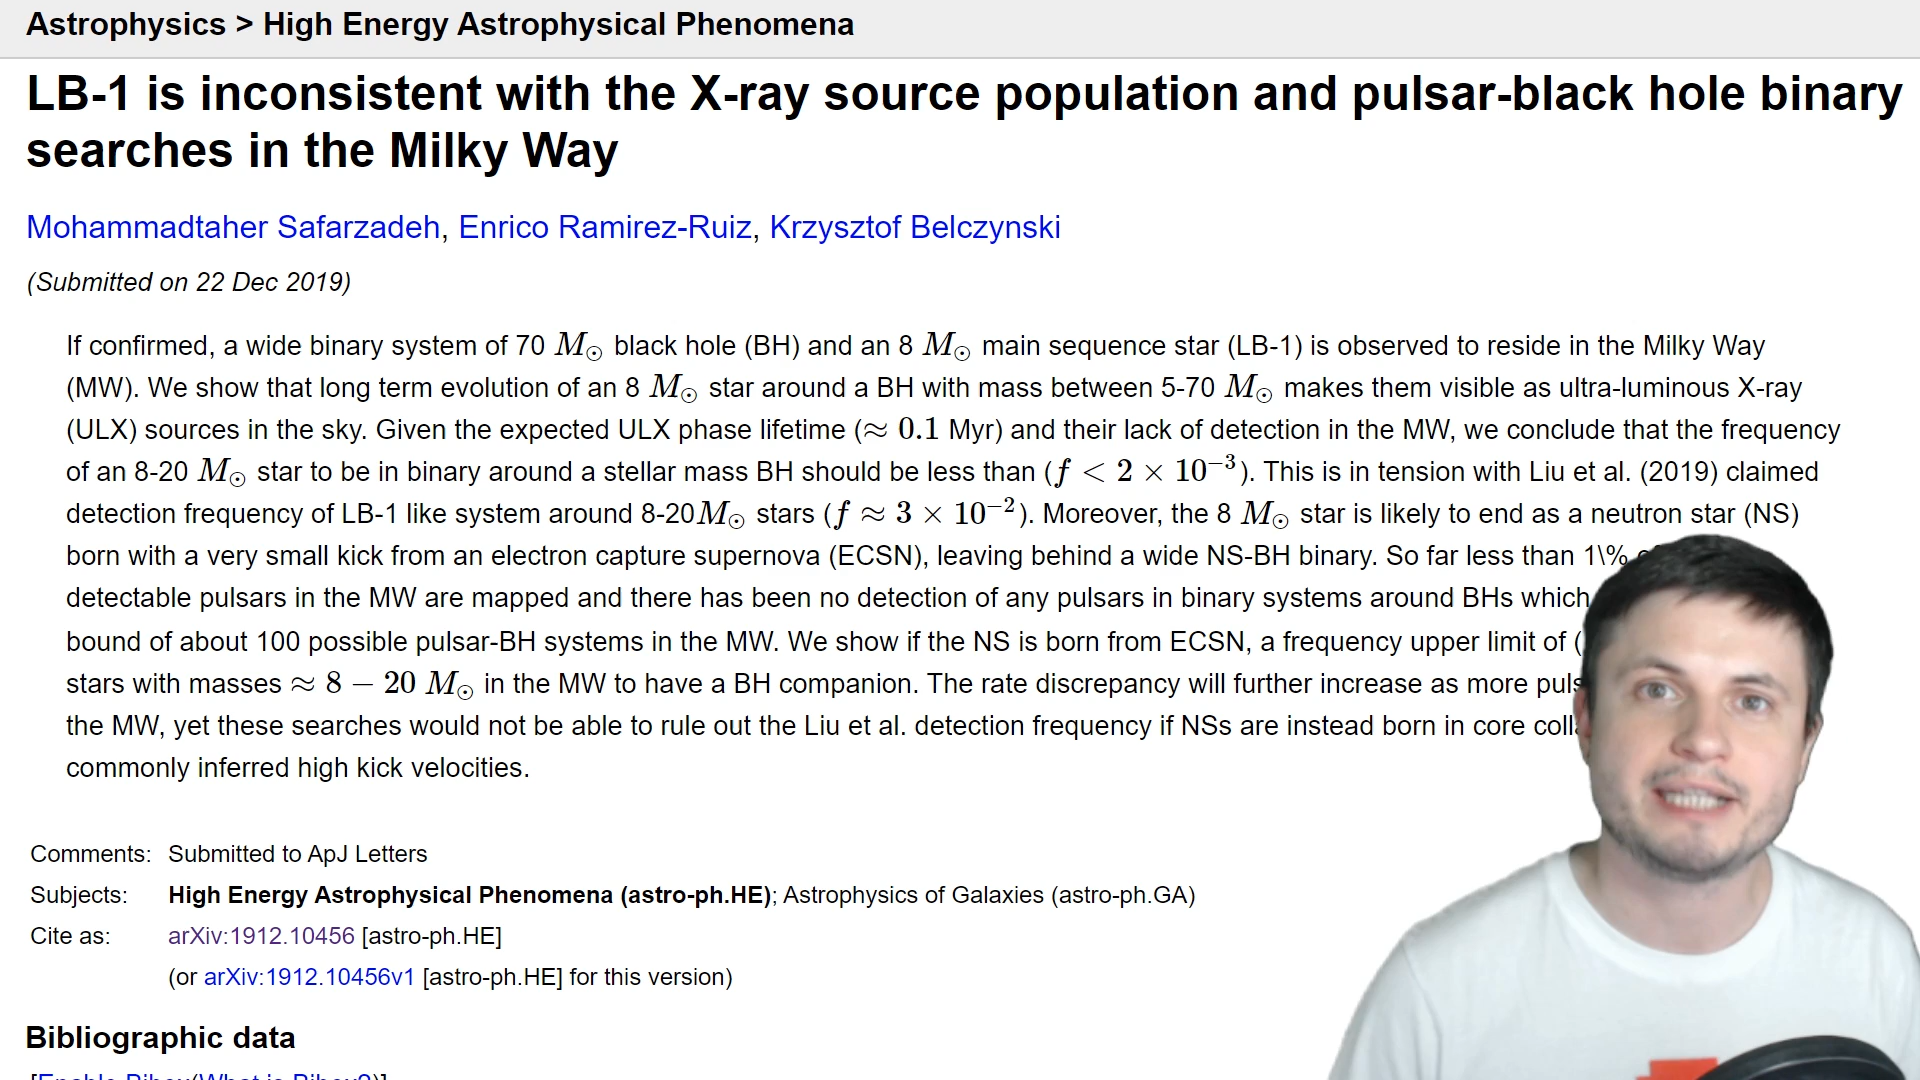 Astrophysics > High Energy Astrophysical Phenomena
LB-1 is inconsistent with the X-ray source population and pulsar-black hole binary
searches in the Milky Way
Mohammadtaher Safarzadeh, Enrico Ramirez-Ruiz, Krzysztof Belczynski
(Submitted on 22 Dec 2019)
If confirmed, a wide binary system of 70 M⊙ black hole (BH) and an 8 M⊙ main sequence star (LB-1) is observed to reside in the Milky Way
(MW). We show that long term evolution of an 8 M⊙ star around a BH with mass between 5-70 M⊙ makes them visible as ultra-luminous X-ray
(ULX) sources in the sky. Given the expected ULX phase lifetime (≈ 0.1 Myr) and their lack of detection in the MW, we conclude that the frequency
of an 8-20 M⊙ star to be in binary around a stellar mass BH should be less than (f < 2 × 10⁻³). This is in tension with Liu et al. (2019) claimed
detection frequency of LB-1 like system around 8-20M⊙ stars (f ≈ 3 × 10⁻²). Moreover, the 8 M⊙ star is likely to end as a neutron star (NS)
born with a very small kick from an electron capture supernova (ECSN), leaving behind a wide NS-BH binary. So far less than 1\%
detectable pulsars in the MW are mapped and there has been no detection of any pulsars in binary systems around BHs which
bound of about 100 possible pulsar-BH systems in the MW. We show if the NS is born from ECSN, a frequency upper limit of (
stars with masses ≈ 8 − 20 M⊙ in the MW to have a BH companion. The rate discrepancy will further increase as more
the MW, yet these searches would not be able to rule out the Liu et al. detection frequency if NSs are instead born in core
commonly inferred high kick velocities.
Comments: Submitted to ApJ Letters
Subjects: High Energy Astrophysical Phenomena (astro-ph.HE); Astrophysics of Galaxies (astro-ph.GA)
Cite as: arXiv:1912.10456 [astro-ph.HE]
(or arXiv:1912.10456v1 [astro-ph.HE] for this version)
Bibliographic data